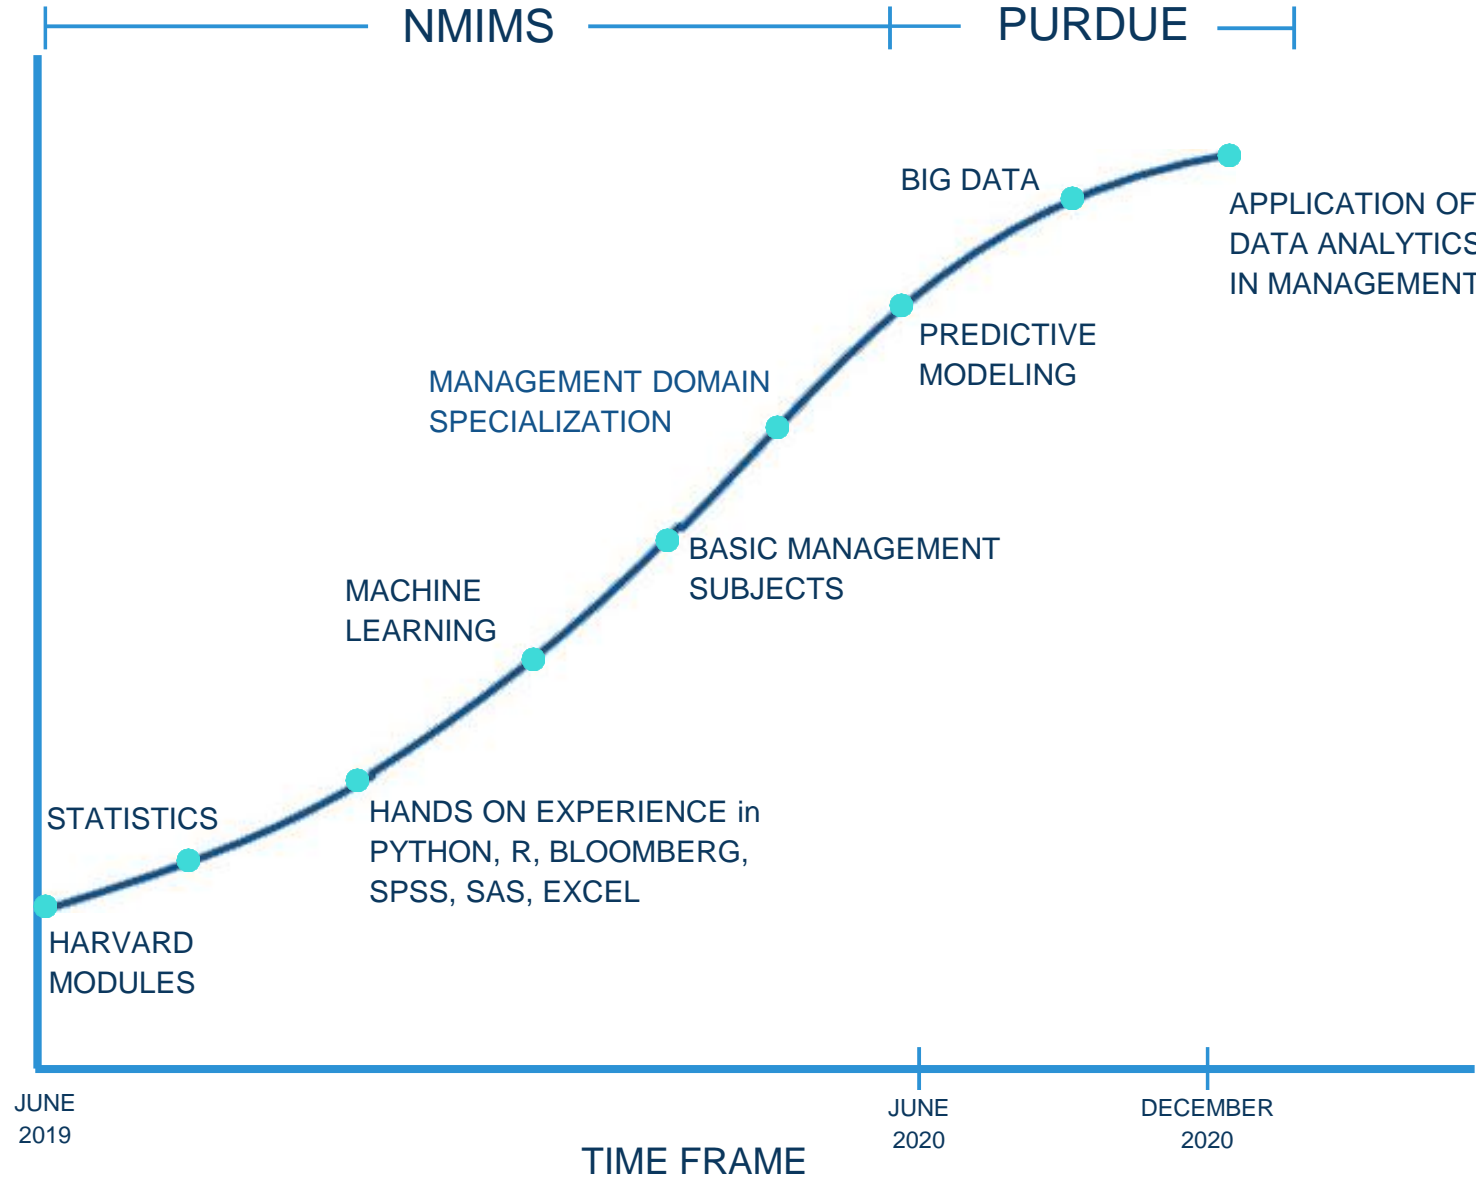 NMIMS
PURDUE
BIG DATA
APPLICATION OF
DATA ANALYTICS
IN MANAGEMENT
PREDICTIVE
MODELING
MANAGEMENT DOMAIN
SPECIALIZATION
BASIC MANAGEMENT
SUBJECTS
MACHINE
LEARNING
STATISTICS
HANDS ON EXPERIENCE in
PYTHON, R, BLOOMBERG,
SPSS, SAS, EXCEL
HARVARD
MODULES
JUNE
2019
JUNE
2020
DECEMBER
2020
TIME FRAME